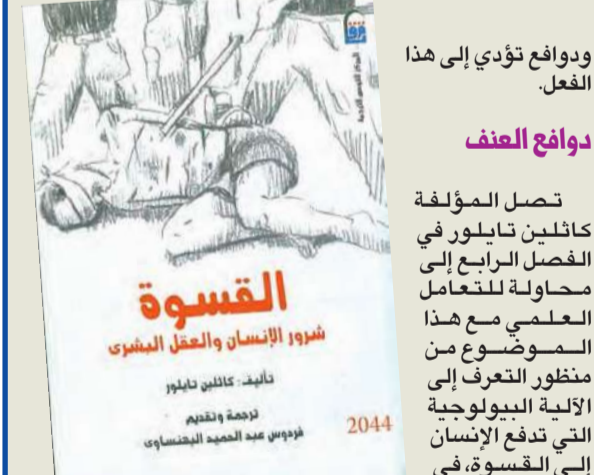 ودوافع تؤدي إلى هذا
الفعل.
دوافع العنف
تصل المؤلفة
كاثلين تايلور في
الفصل الرابع إلى
محاولة للتعامل
العلمي مع هذا
الموضوع من
منظور التعرف إلى
الآلية البيولوجية
التي تدفع الإنسان
إلى القسوة، في
القسوة
شرور الإنسان والعقل البشرى
تأليف: كاثلين تايلور
ترجمة وتقديم
فردوس عبد الحميد البهنساوى
2044